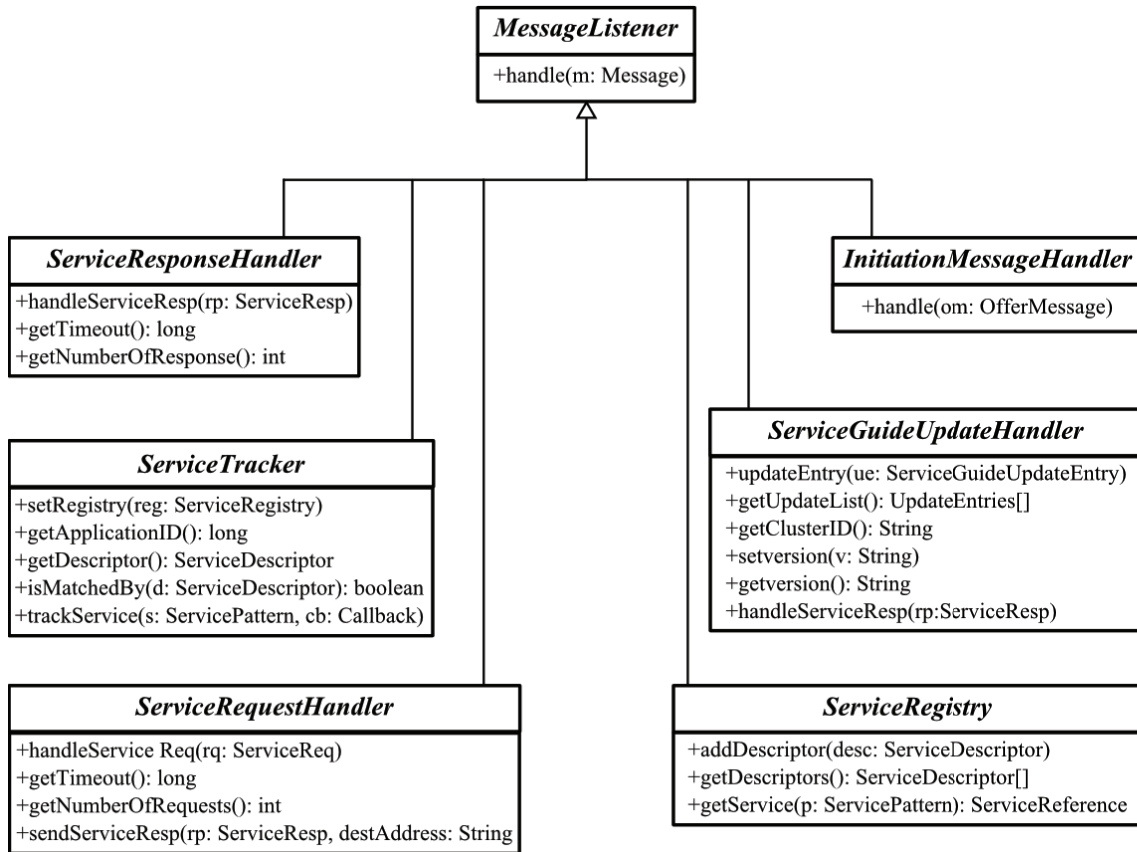 MessageListener
+handle(m: Message)
ServiceResponseHandler
+handleServiceResp(rp: ServiceResp)
+getTimeout(): long
+getNumberOfResponse(): int
InitiationMessageHandler
+handle(om: OfferMessage)
ServiceTracker
+setRegistry(reg: ServiceRegistry)
+getApplicationID(): long
+getDescriptor(): ServiceDescriptor
+isMatchedBy(d: ServiceDescriptor): boolean
+trackService(s: ServicePattern, cb: Callback)
ServiceGuideUpdateHandler
+updateEntry(ue: ServiceGuideUpdateEntry)
+getUpdateList(): UpdateEntries[]
+getClusterID(): String
+setversion(v: String)
+getversion(): String
+handleServiceResp(rp:ServiceResp)
ServiceRequestHandler
+handleService Req(rq: ServiceReq)
+getTimeout(): long
+getNumberOfRequests(): int
+sendServiceResp(rp: ServiceResp, destAddress: String
ServiceRegistry
+addDescriptor(desc: ServiceDescriptor)
+getDescriptors(): ServiceDescriptor[]
+getService(p: ServicePattern): ServiceReference